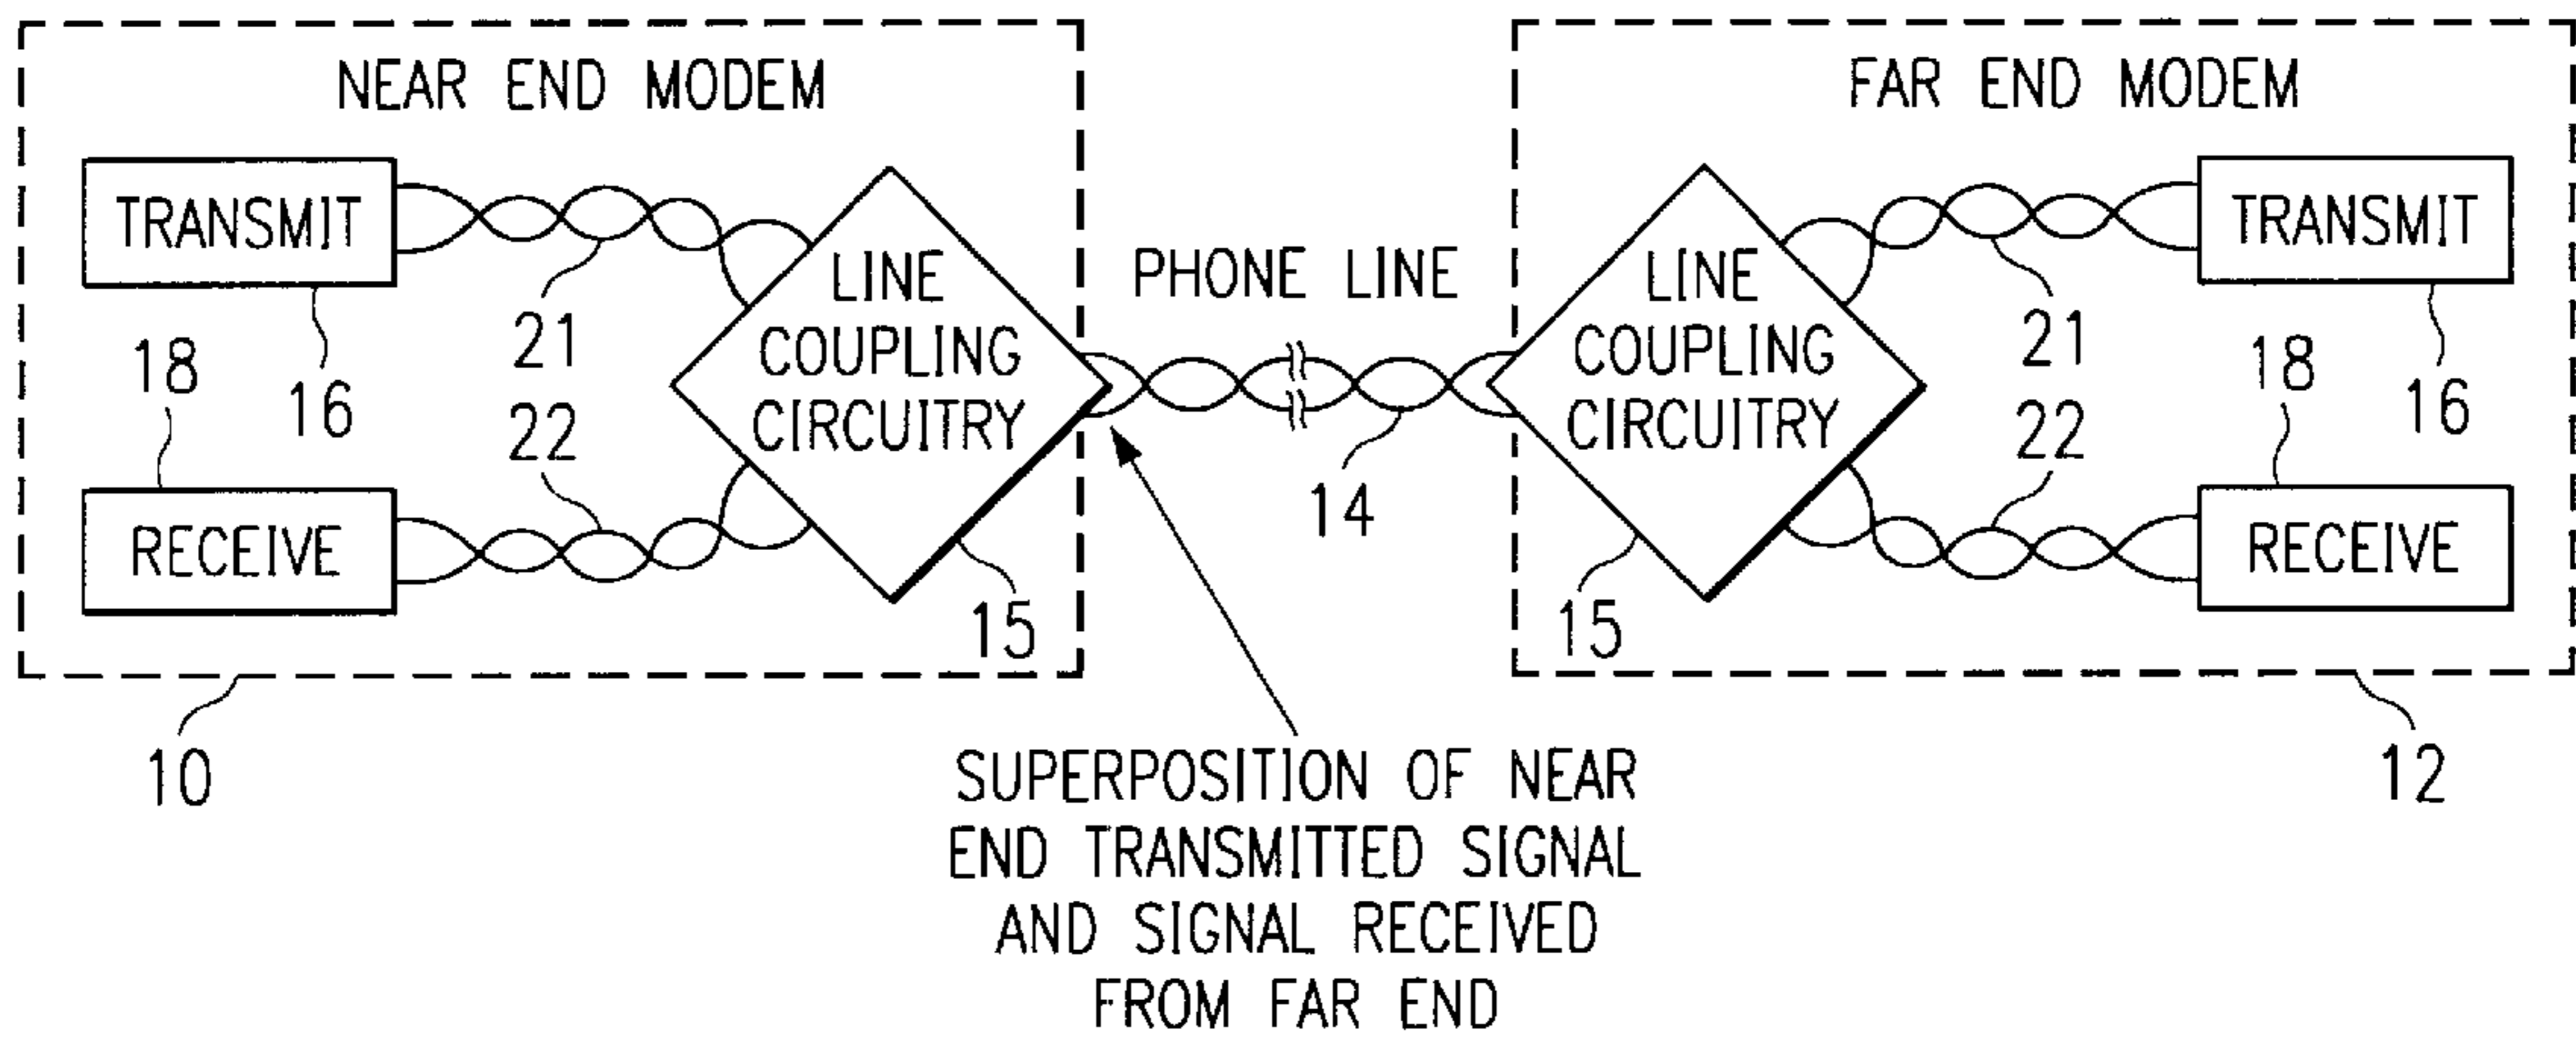 NEAR END MODEM
TRANSMIT
16
18
RECEIVE
21
22
LINE
COUPLING
CIRCUITRY
15
10
PHONE LINE
14
SUPERPOSITION OF NEAR
END TRANSMITTED SIGNAL
AND SIGNAL RECEIVED
FROM FAR END
FAR END MODEM
LINE
COUPLING
CIRCUITRY
15
21
22
TRANSMIT
16
18
RECEIVE
12